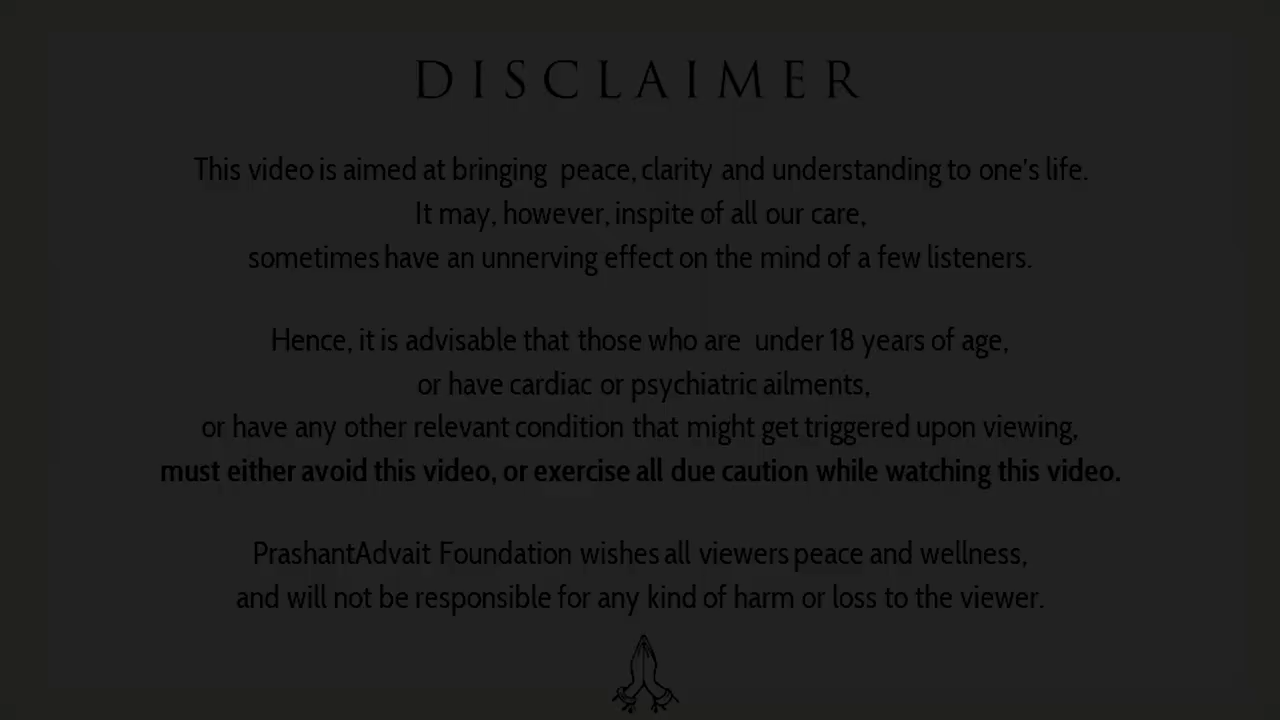 DISCLAIMER
This video is aimed at bringing peace, clarity and understanding to one's life.
It may, however, inspite of all our care,
sometimes have an unnerving effect on the mind of a few listeners.
Hence, it is advisable that those who are under 18 years of age,
or have cardiac or psychiatric ailments,
or have any other relevant condition that might get triggered upon viewing,
must either avoid this video, or exercise all due caution while watching this video.
PrashantAdvait Foundation wishes all viewers peace and wellness,
and will not be responsible for any kind of harm or loss to the viewer.